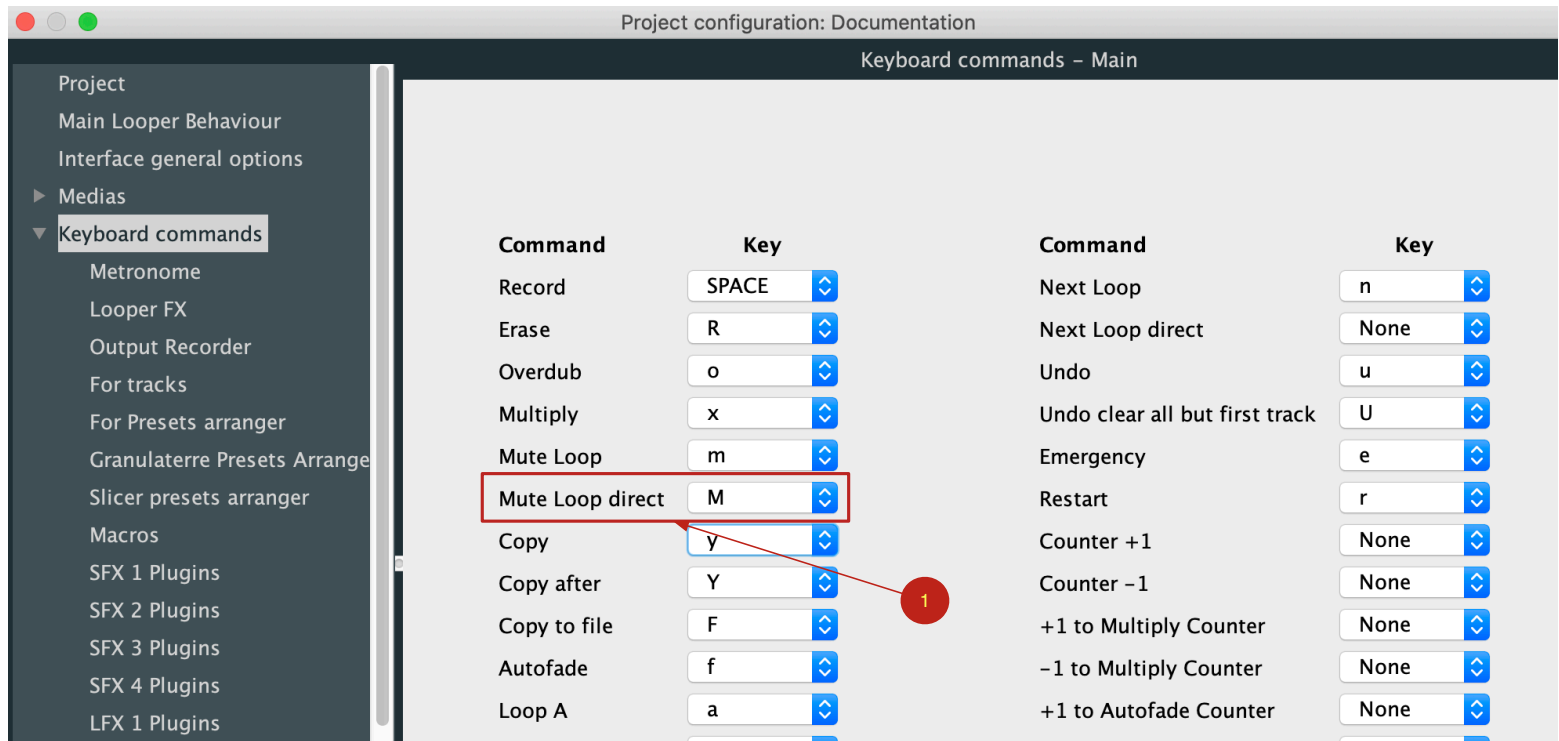 Project configuration: Documentation
Keyboard commands – Main
Project
Main Looper Behaviour
Interface general options
Medias
Keyboard commands
Metronome
Looper FX
Output Recorder
For tracks
For Presets arranger
Granulaterre Presets Arrange
Slicer presets arranger
Macros
SFX 1 Plugins
SFX 2 Plugins
SFX 3 Plugins
SFX 4 Plugins
LFX 1 Plugins
Command Key
Record SPACE
Erase R
Overdub o
Multiply x
Mute Loop m
Mute Loop direct M
Copy y
Copy after Y
Copy to file F
Autofade f
Loop A a
1
Command Key
Next Loop n
Next Loop direct None
Undo u
Undo clear all but first track U
Emergency e
Restart r
Counter +1 None
Counter −1 None
+1 to Multiply Counter None
−1 to Multiply Counter None
+1 to Autofade Counter None